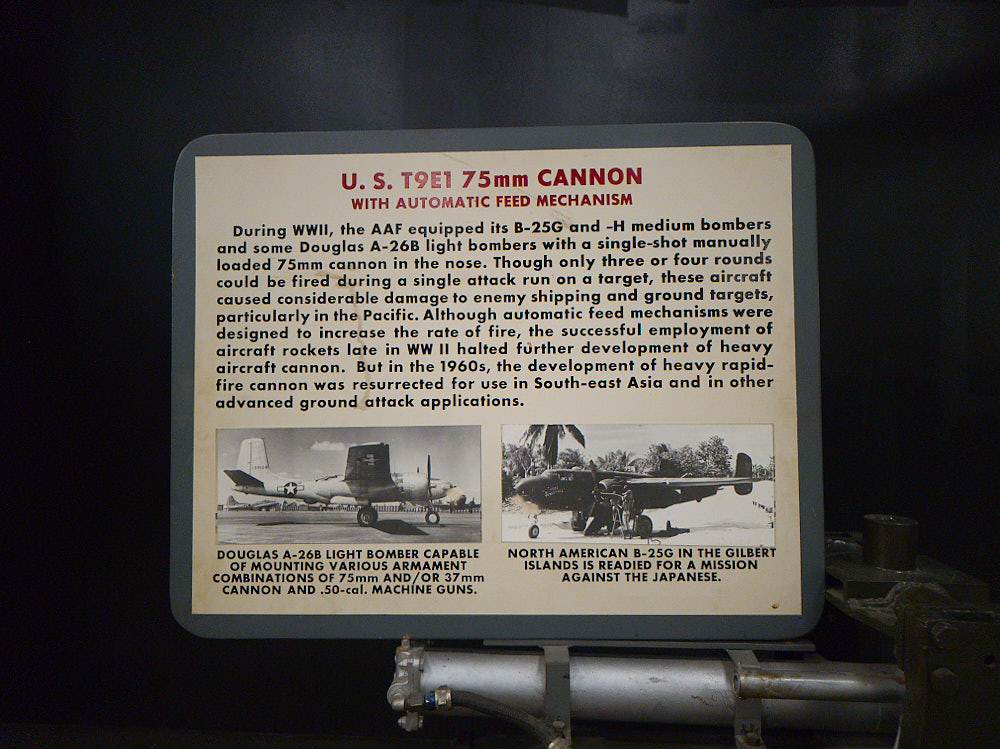 U. S. T9E1 75mm CANNON
WITH AUTOMATIC FEED MECHANISM
During WWII, the AAF equipped its B-25G and -H medium bombers
and some Douglas A-26B light bombers with a single-shot manually
loaded 75mm cannon in the nose. Though only three or four rounds
could be fired during a single attack run on a target, these aircraft
caused considerable damage to enemy shipping and ground targets,
particularly in the Pacific. Although automatic feed mechanisms were
designed to increase the rate of fire, the successful employment of
aircraft rockets late in WW II halted further development of heavy
aircraft cannon. But in the 1960s, the development of heavy rapid-
fire cannon was resurrected for use in South-east Asia and in other
advanced ground attack applications.
DOUGLAS A-26B LIGHT BOMBER CAPABLE
OF MOUNTING VARIOUS ARMAMENT
COMBINATIONS OF 75mm AND/OR 37mm
CANNON AND .50-cal. MACHINE GUNS.
NORTH AMERICAN B-25G IN THE GILBERT
ISLANDS IS READIED FOR A MISSION
AGAINST THE JAPANESE.